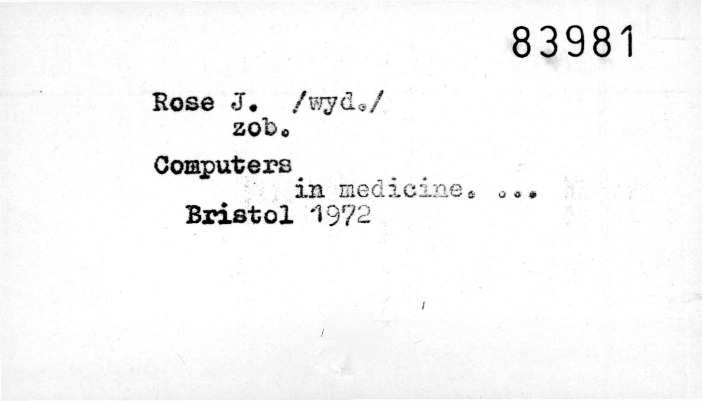 83981
Rose J. /wyd./
zob.
Computers
in medicine. ...
Bristol 1972